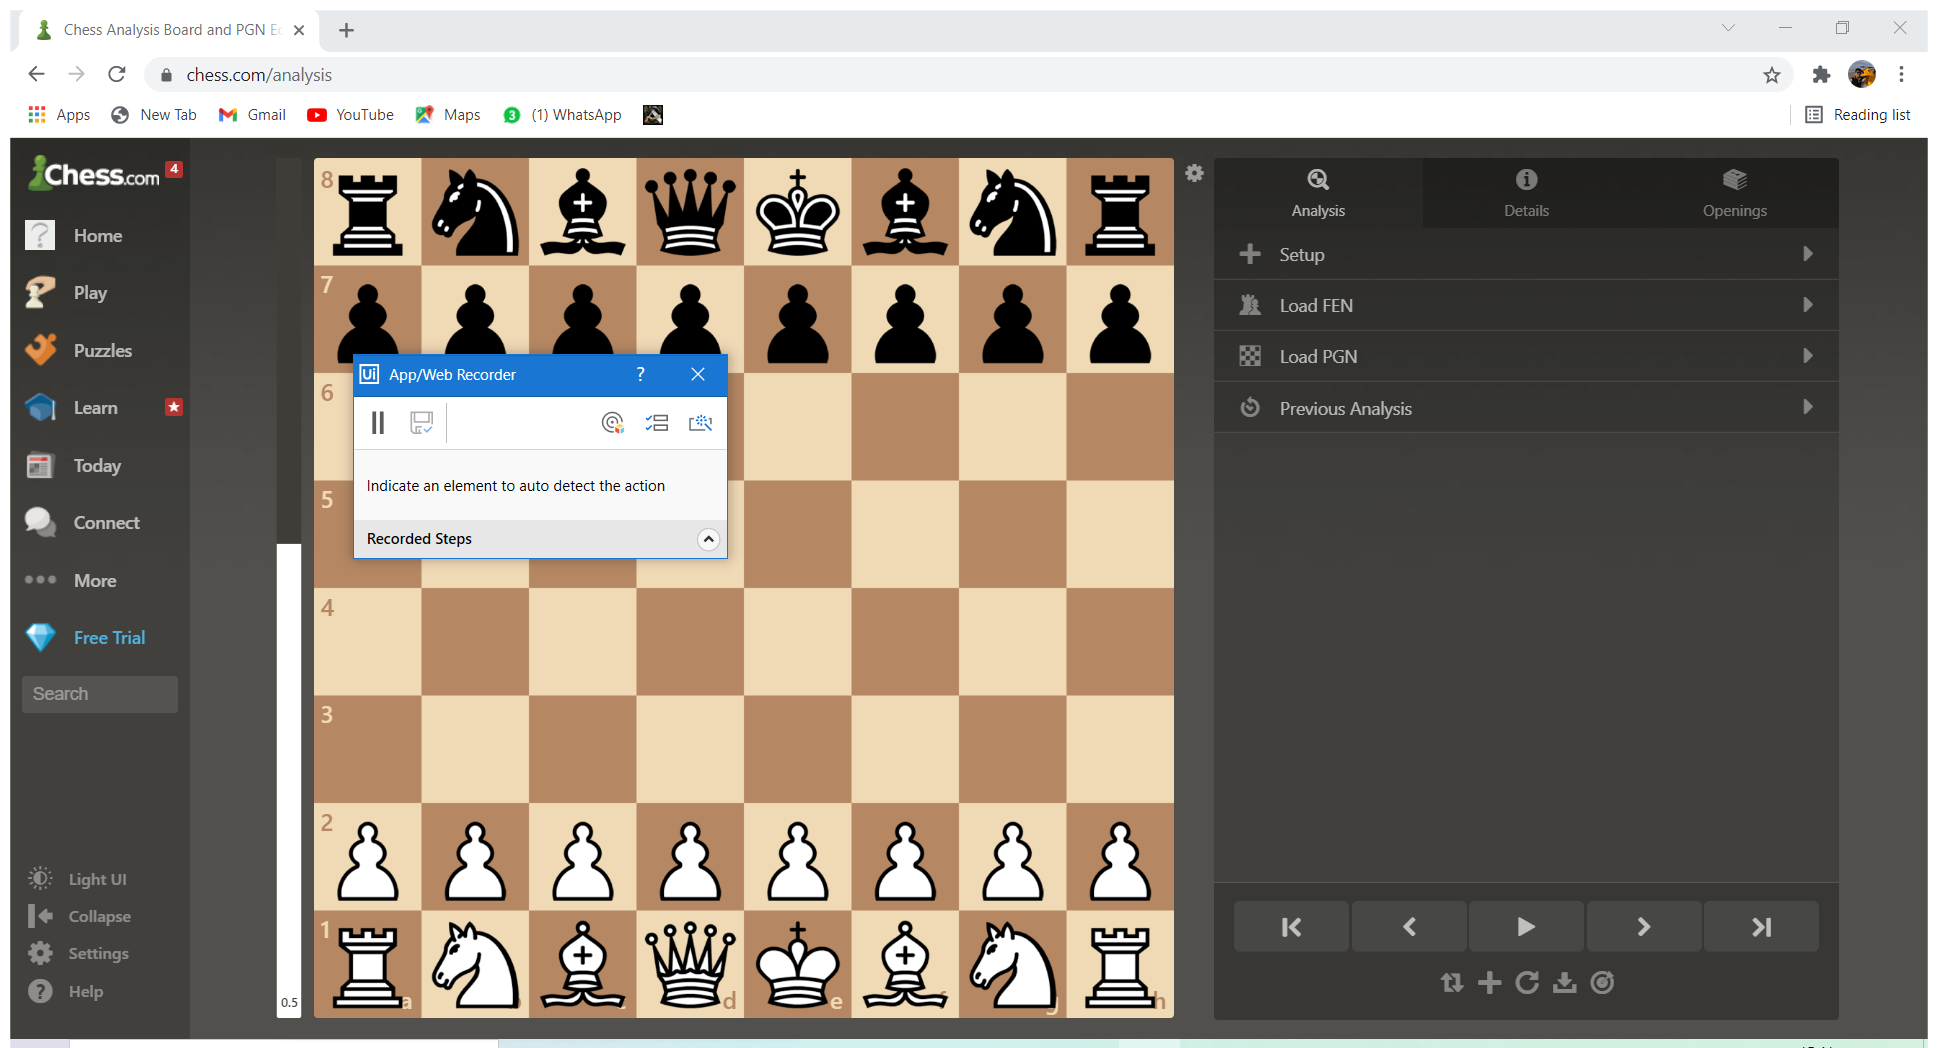 Chess Analysis Board and PGN Ed
chess.com/analysis
Apps
New Tab
Gmail
YouTube
Maps
3
(1) WhatsApp
Reading list
Chess.com
4
Home
Play
Puzzles
Learn
Today
Connect
More
Free Trial
Search
Light UI
Collapse
Settings
Help
0.5
8
7
6
5
4
3
2
1
a
d
e
g
h
Ui App/Web Recorder
?
Indicate an element to auto detect the action
Recorded Steps
Analysis
Details
Openings
Setup
Load FEN
Load PGN
Previous Analysis